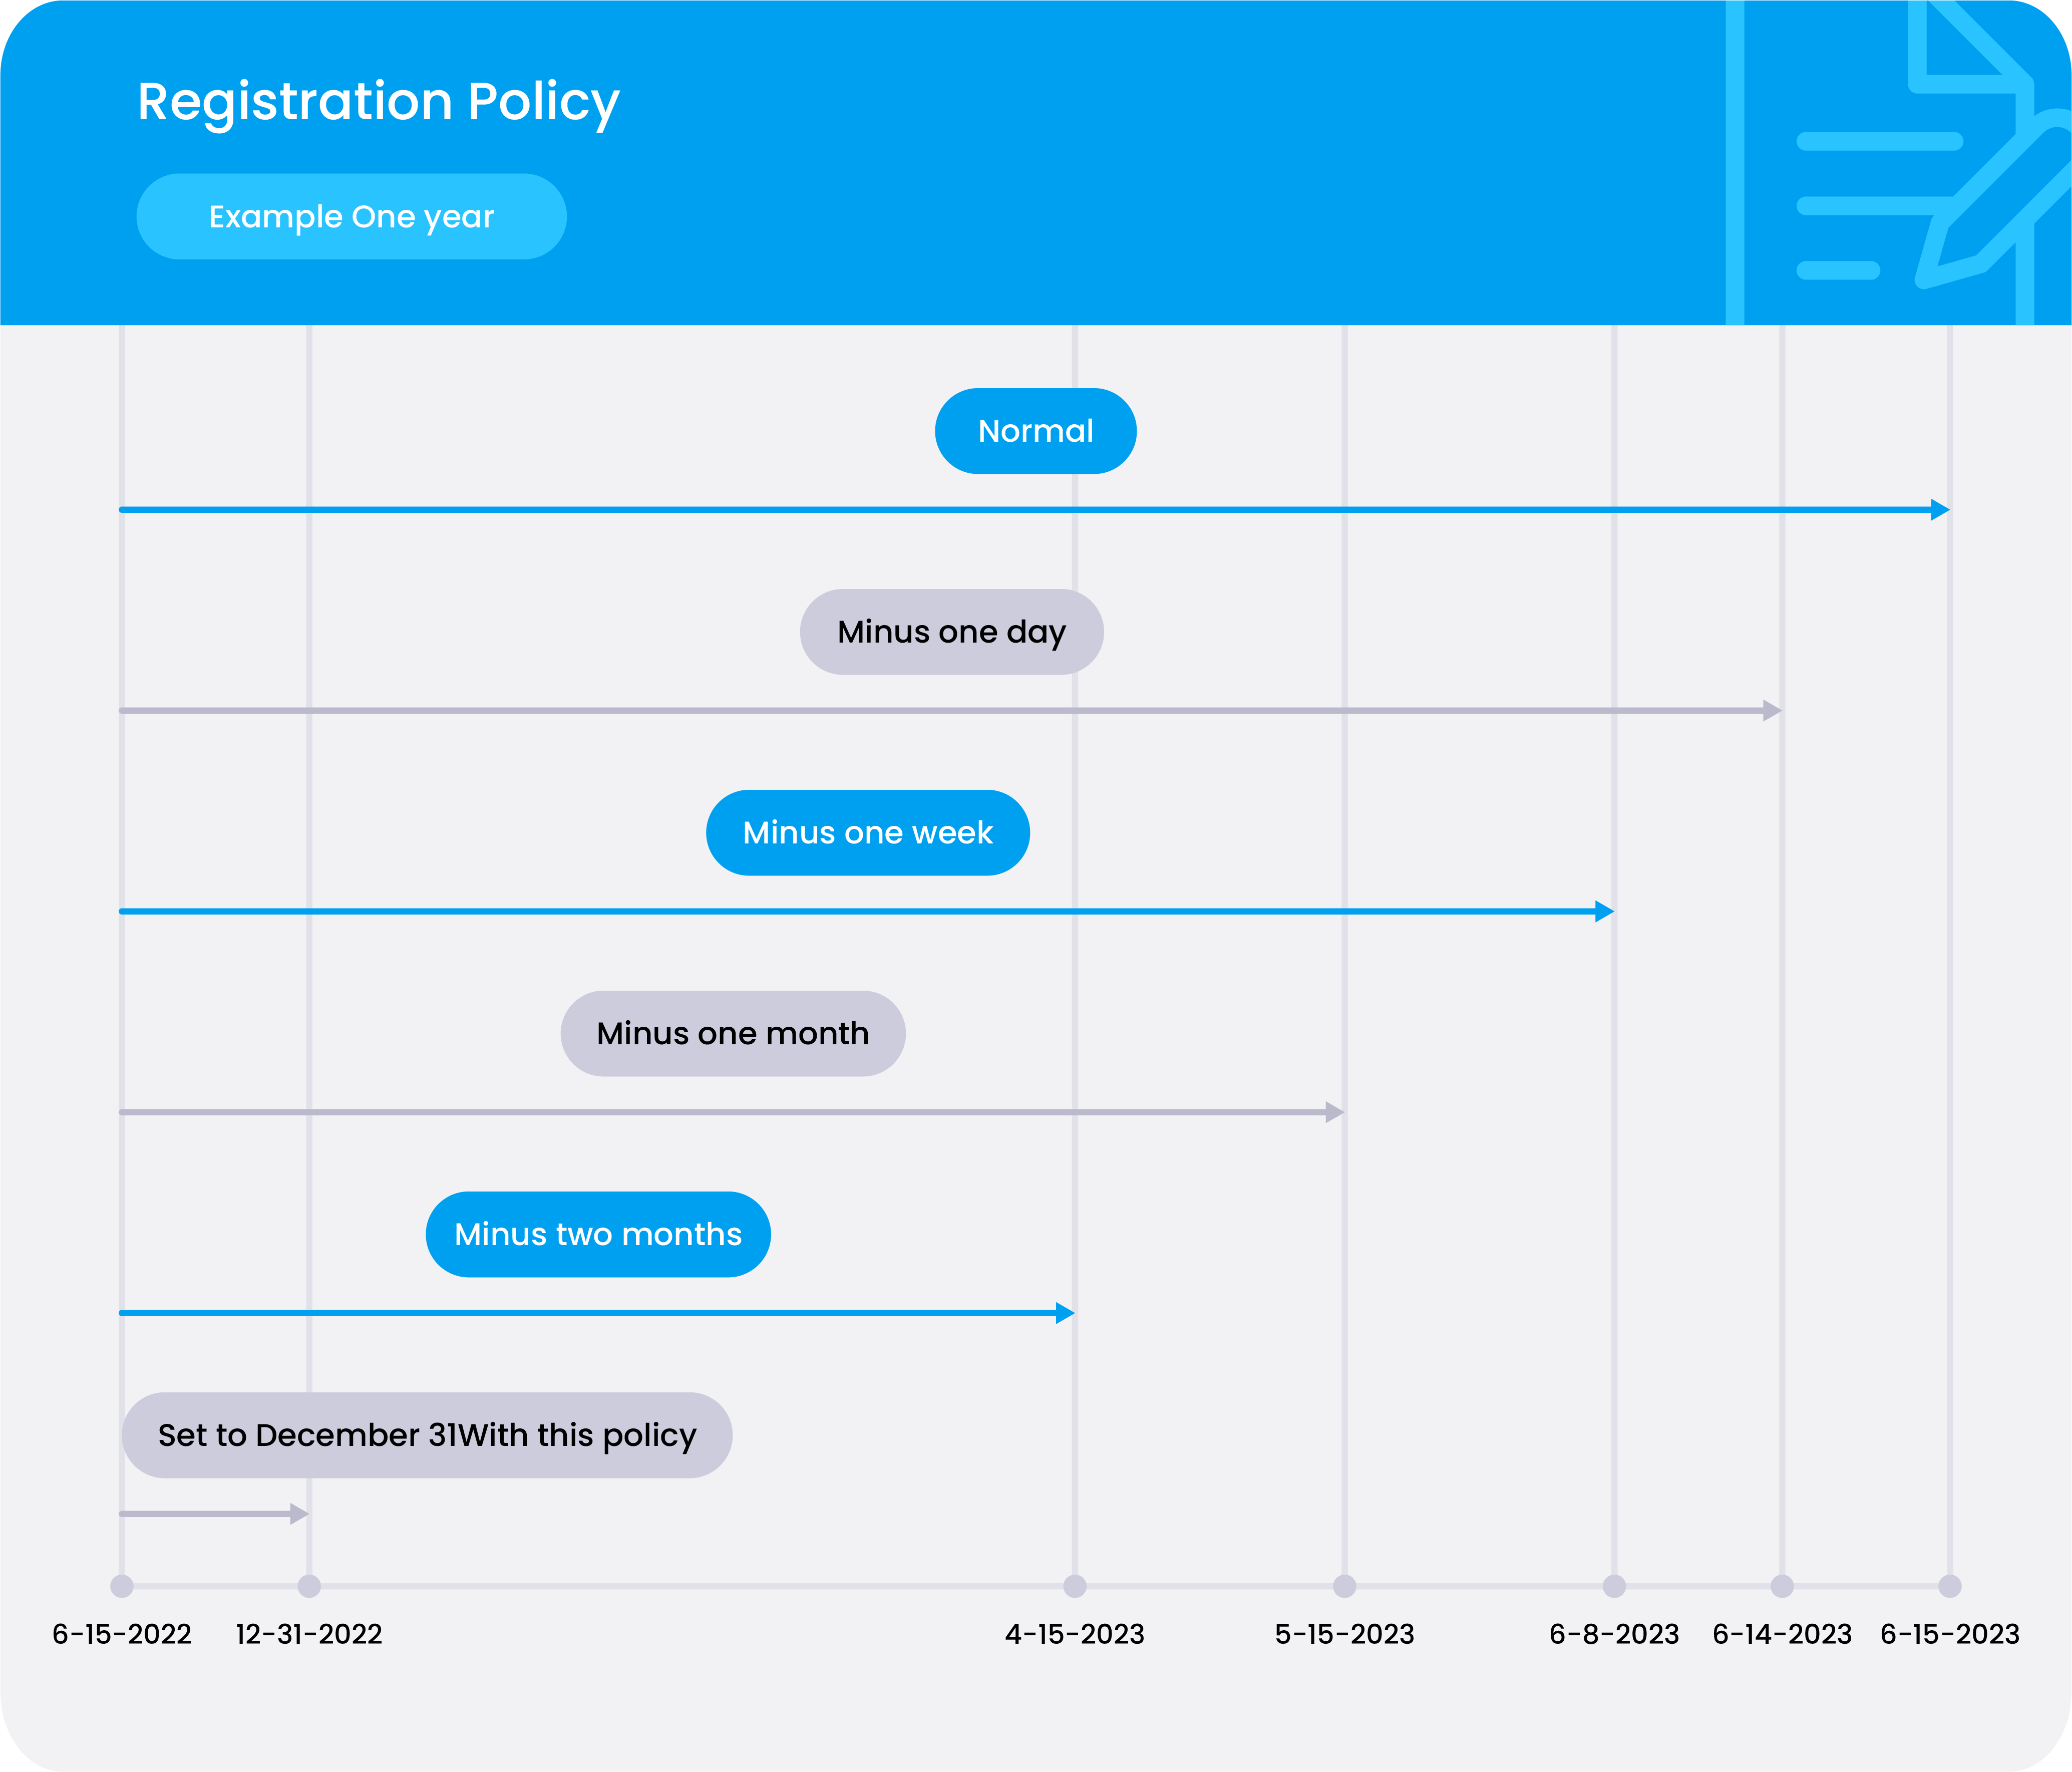 Registration Policy
Example One year
Normal
Minus one day
Minus one week
Minus one month
Minus two months
Set to December 31With this policy
6-15-2022 12-31-2022 4-15-2023 5-15-2023 6-8-2023 6-14-2023 6-15-2023